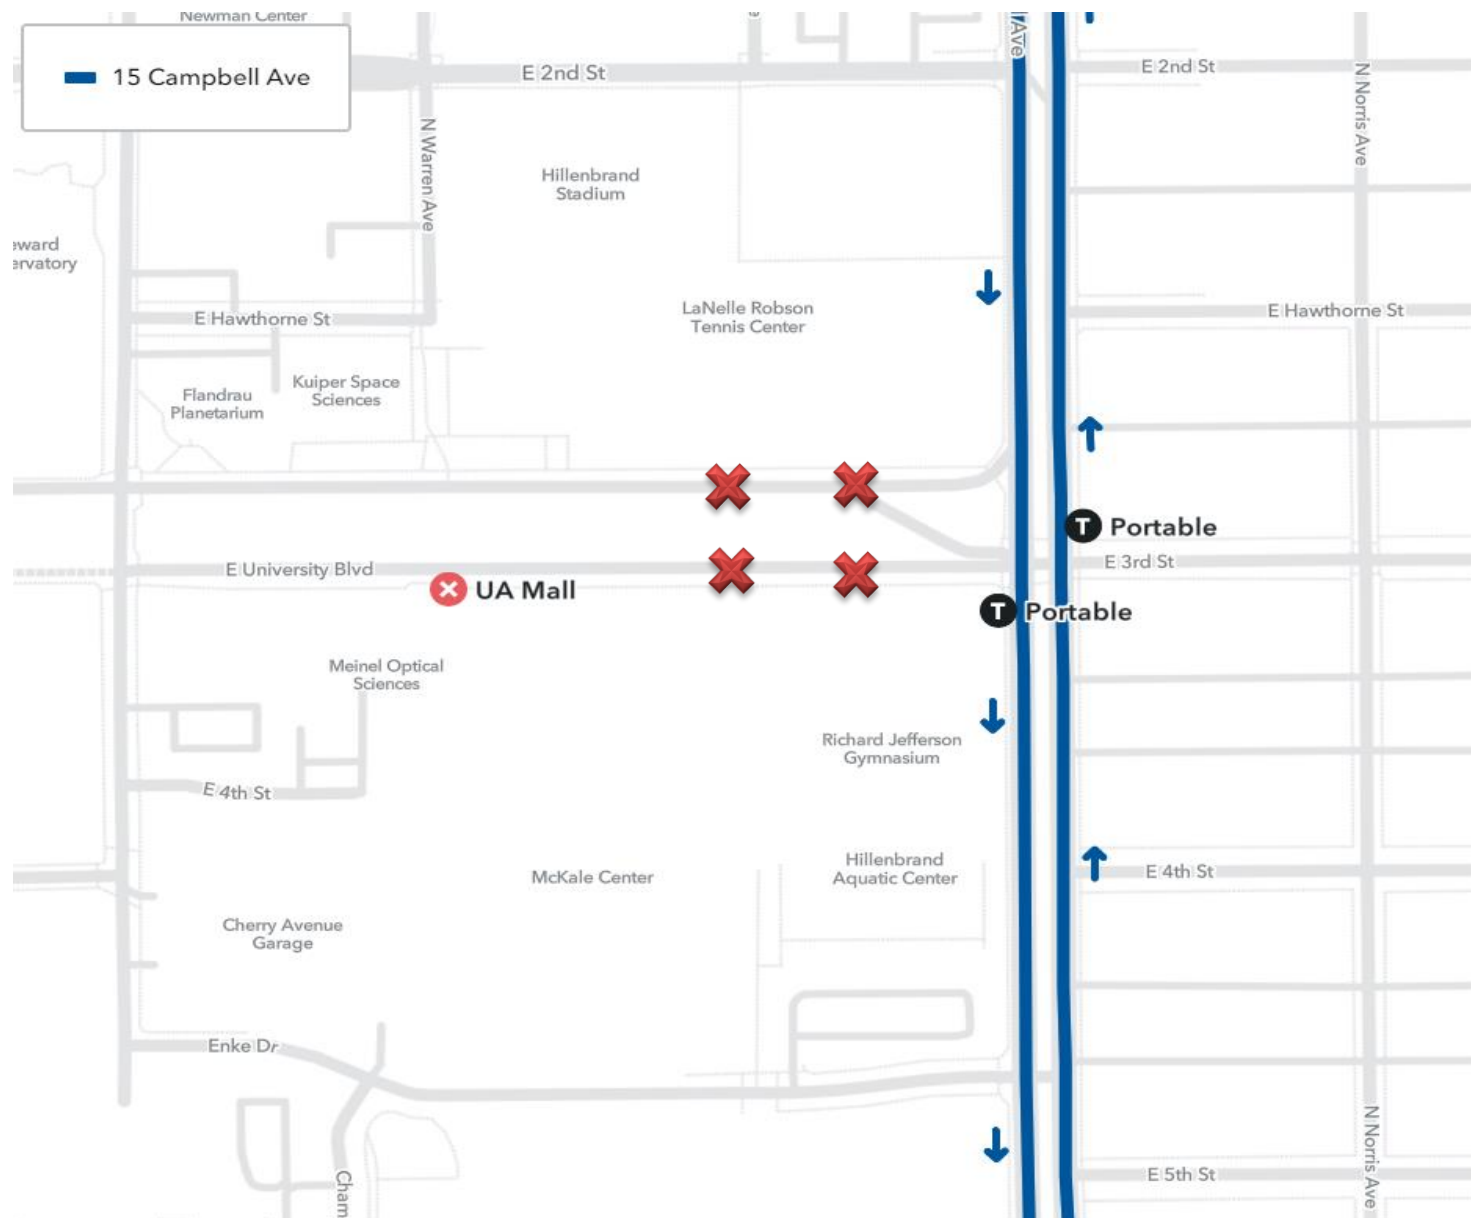 Newman Center
15 Campbell Ave
E 2nd St
Ave
E 2nd St
N Norris Ave
N Warren Ave
Hillenbrand
Stadium
LaNelle Robson
Tennis Center
E Hawthorne St
E Hawthorne St
Kuiper Space
Sciences
Flandrau
Planetarium
T Portable
E 3rd St
E University Blvd
UA Mall
T Portable
Meinel Optical
Sciences
Richard Jefferson
Gymnasium
E 4th St
McKale Center
Hillenbrand
Aquatic Center
E 4th St
Cherry Avenue
Garage
Enke Dr
N Norris Ave
E 5th St
Cham